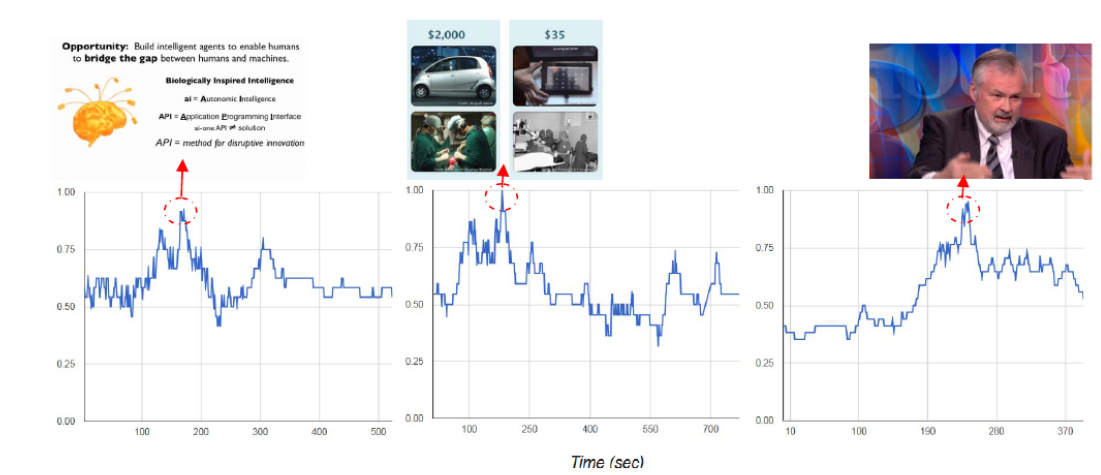 Opportunity: Build intelligent agents to enable humans
to bridge the gap between humans and machines.
Biologically Inspired Intelligence
ai = Autonomic Intelligence
API = Application Programming Interface
ai-one API ≠ solution
API = method for disruptive innovation
$2,000 $35
1.00
0.75
0.50
0.25
0.00
100 200 300 400 500
1.00
0.75
0.50
0.25
0.00
100 250 400 550 700
1.00
0.75
0.50
0.25
0.00
10 100 190 280 370
Time (sec)